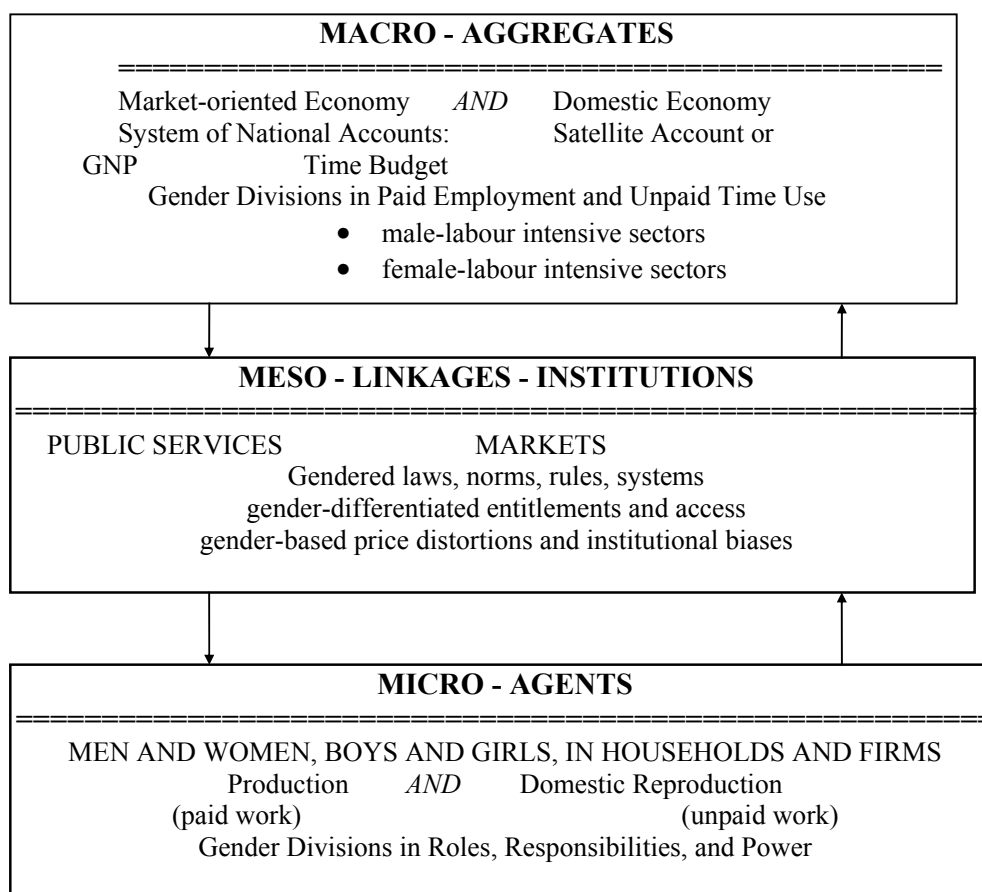 MACRO - AGGREGATES
=================================================
Market-oriented Economy AND Domestic Economy
System of National Accounts: Satellite Account or
GNP Time Budget
Gender Divisions in Paid Employment and Unpaid Time Use
• male-labour intensive sectors
• female-labour intensive sectors
MESO - LINKAGES - INSTITUTIONS
=========================================================
PUBLIC SERVICES MARKETS
Gendered laws, norms, rules, systems
gender-differentiated entitlements and access
gender-based price distortions and institutional biases
MICRO - AGENTS
=========================================================
MEN AND WOMEN, BOYS AND GIRLS, IN HOUSEHOLDS AND FIRMS
Production AND Domestic Reproduction
(paid work) (unpaid work)
Gender Divisions in Roles, Responsibilities, and Power